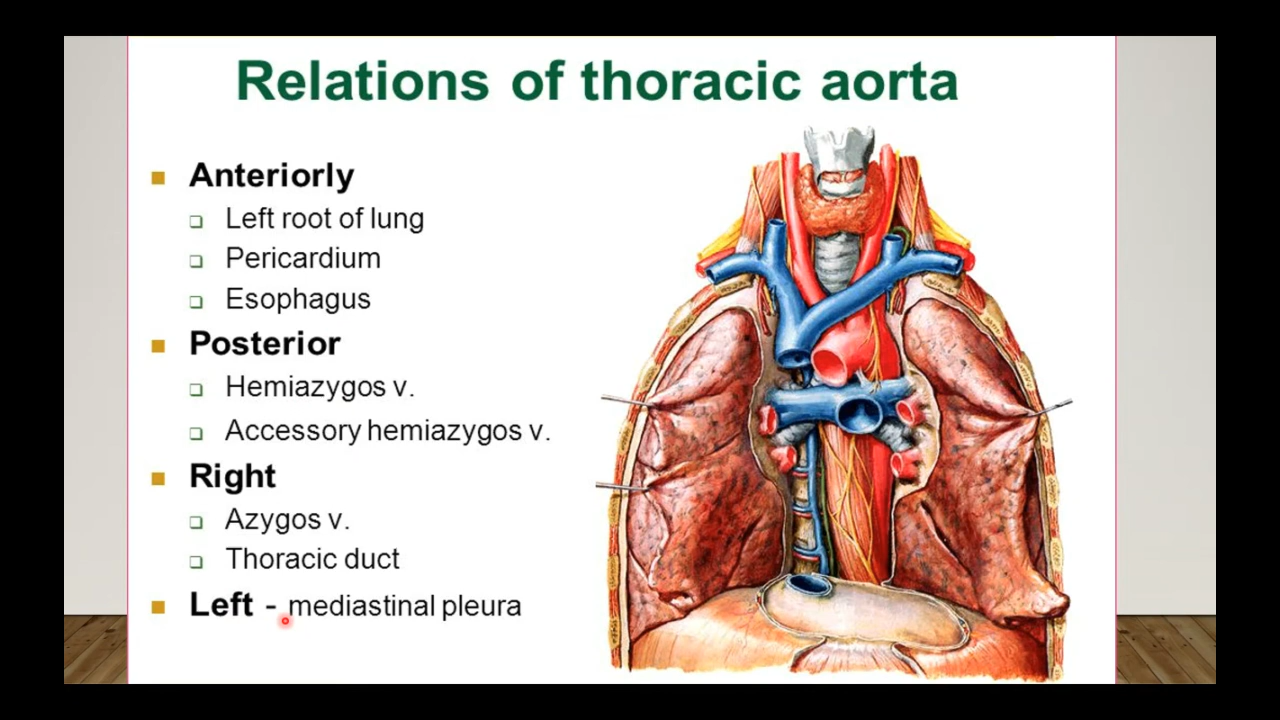 Relations of thoracic aorta
Anteriorly
Left root of lung
Pericardium
Esophagus
Posterior
Hemiazygos v.
Accessory hemiazygos v.
Right
Azygos v.
Thoracic duct
Left - mediastinal pleura